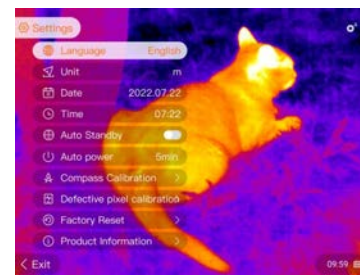 Settings
Language English
Unit m
Date 2022.07.22
Time 07:22
Auto Standby
Auto power 5min
Compass Calibration
Defective pixel calibration
Factory Reset
Product Information
Exit
09:59